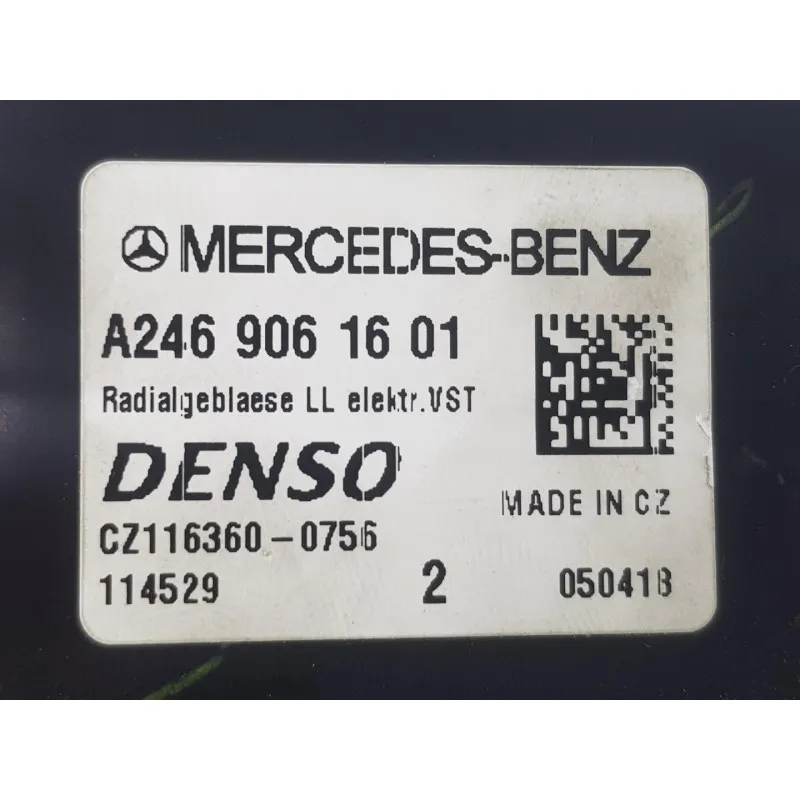 MERCEDES-BENZ
A246 906 16 01
Radialgeblaese LL elektr.VST
DENSO
MADE IN CZ
CZ116360-0756
114529 2 050418